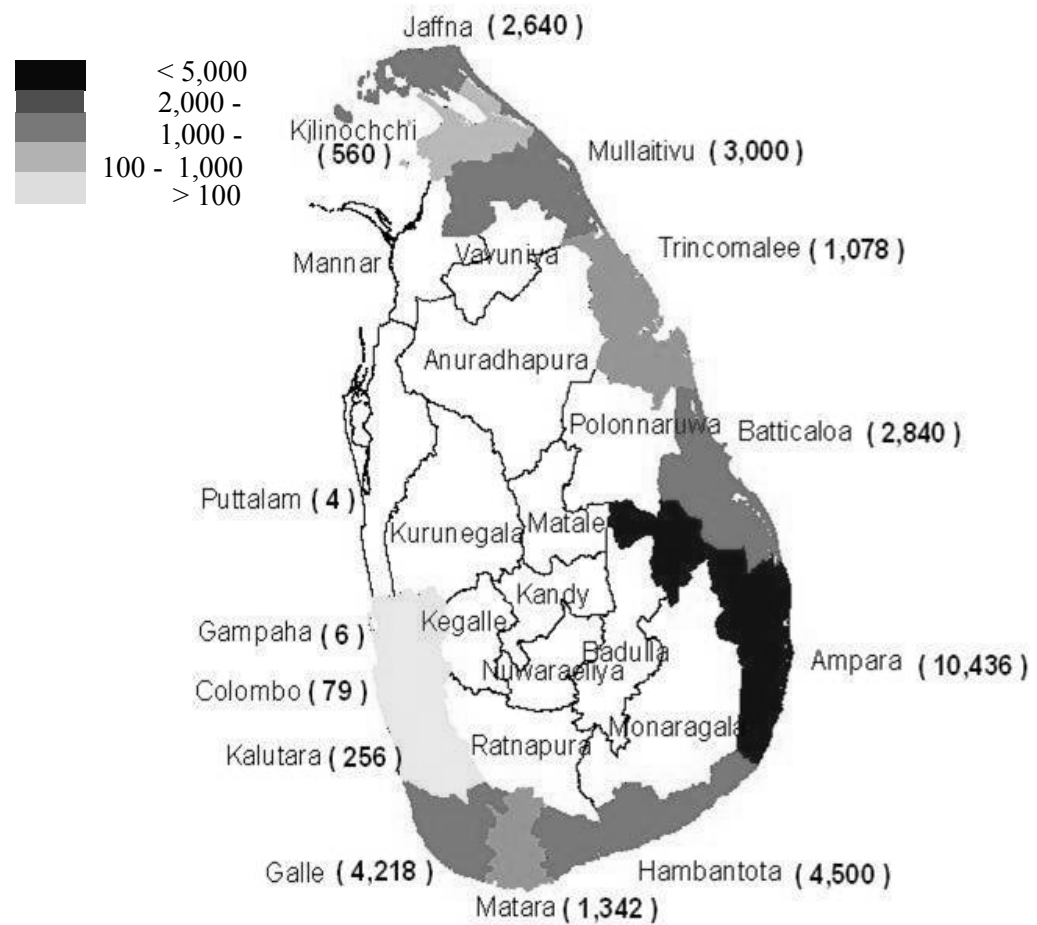 Jaffna ( 2,640 )
< 5,000
2,000 -
1,000 -
100 - 1,000
> 100
Kjlinochch'i
( 560 )
Mullaitivu ( 3,000 )
Trincomalee ( 1,078 )
Mannar
Vavuniya
Anuradhapura
Polonnaruwa
Batticaloa ( 2,840 )
Puttalam ( 4 )
Kurunegala
Matale
Kandy
Kegalle
Gampaha ( 6 )
Badulla
Nuwaraeliya
Ampara ( 10,436 )
Colombo ( 79 )
Monaragala
Ratnapura
Kalutara ( 256 )
Galle ( 4,218 )
Hambantota ( 4,500 )
Matara ( 1,342 )